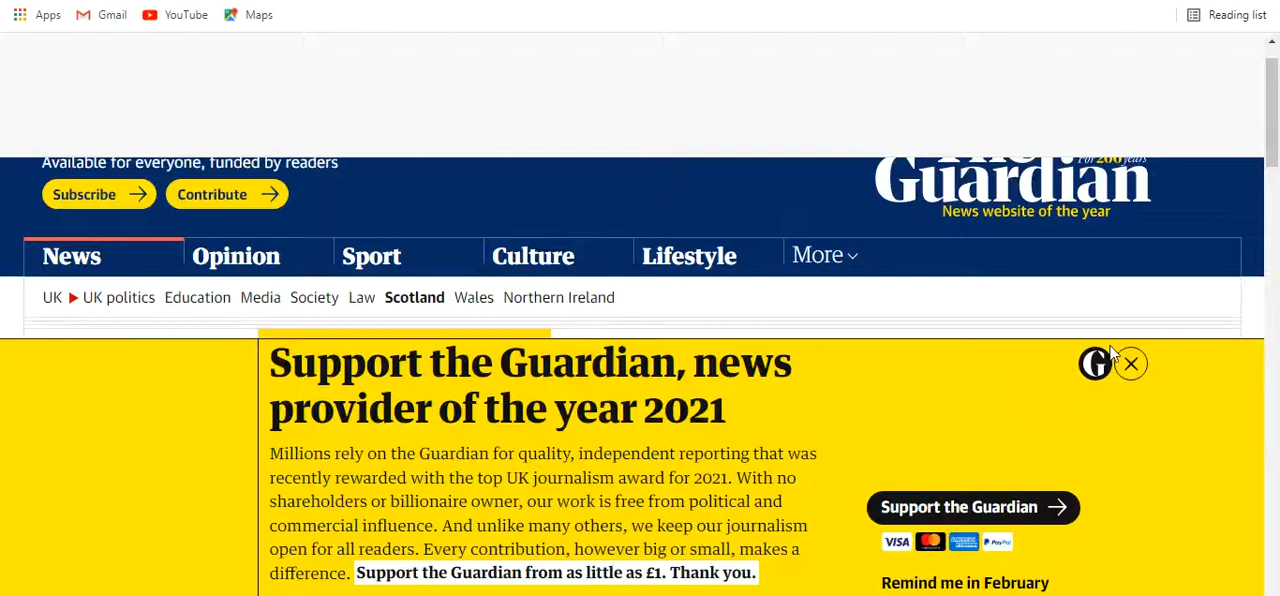 Apps Gmail YouTube Maps Reading list
Available for everyone, funded by readers
Subscribe Contribute
For 200 years
Guardian
News website of the year
News Opinion Sport Culture Lifestyle More
UK UK politics Education Media Society Law Scotland Wales Northern Ireland
Support the Guardian, news
provider of the year 2021
G
Millions rely on the Guardian for quality, independent reporting that was
recently rewarded with the top UK journalism award for 2021. With no
shareholders or billionaire owner, our work is free from political and
commercial influence. And unlike many others, we keep our journalism
open for all readers. Every contribution, however big or small, makes a
difference. Support the Guardian from as little as £1. Thank you.
Support the Guardian
VISA PayPal
Remind me in February